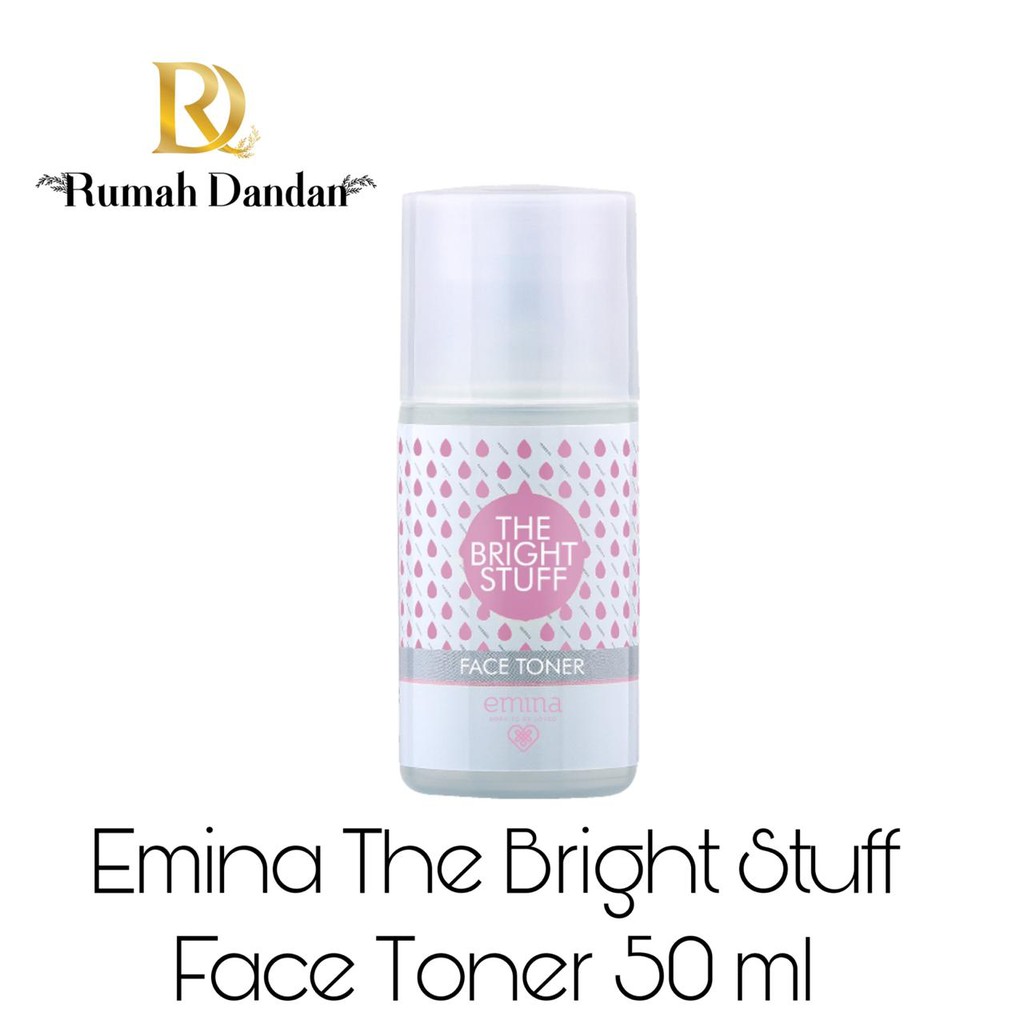 RD
Rumah Dandan
THE
BRIGHT
STUFF
FACE TONER
emina
Emina The Bright Stuff
Face Toner 50 ml